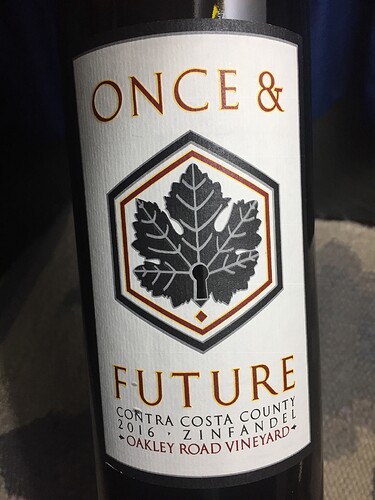 ONCE &
FUTURE
CONTRA COSTA COUNTY
2016 · ZINFANDEL
OAKLEY ROAD VINEYARD